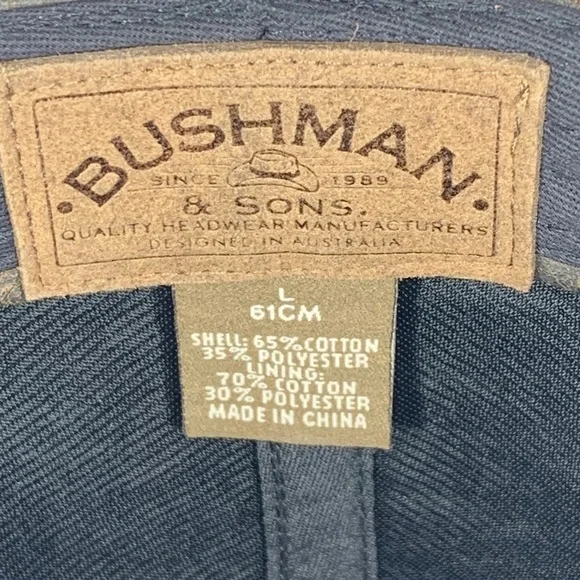 • BUSHMAN •
SINCE 1989
& SONS.
QUALITY HEADWEAR MANUFACTURERS
DESIGNED IN AUSTRALIA
L
61CM
SHELL: 65%COTTON
35% POLYESTER
LINING:
70% COTTON
30% POLYESTER
MADE IN CHINA